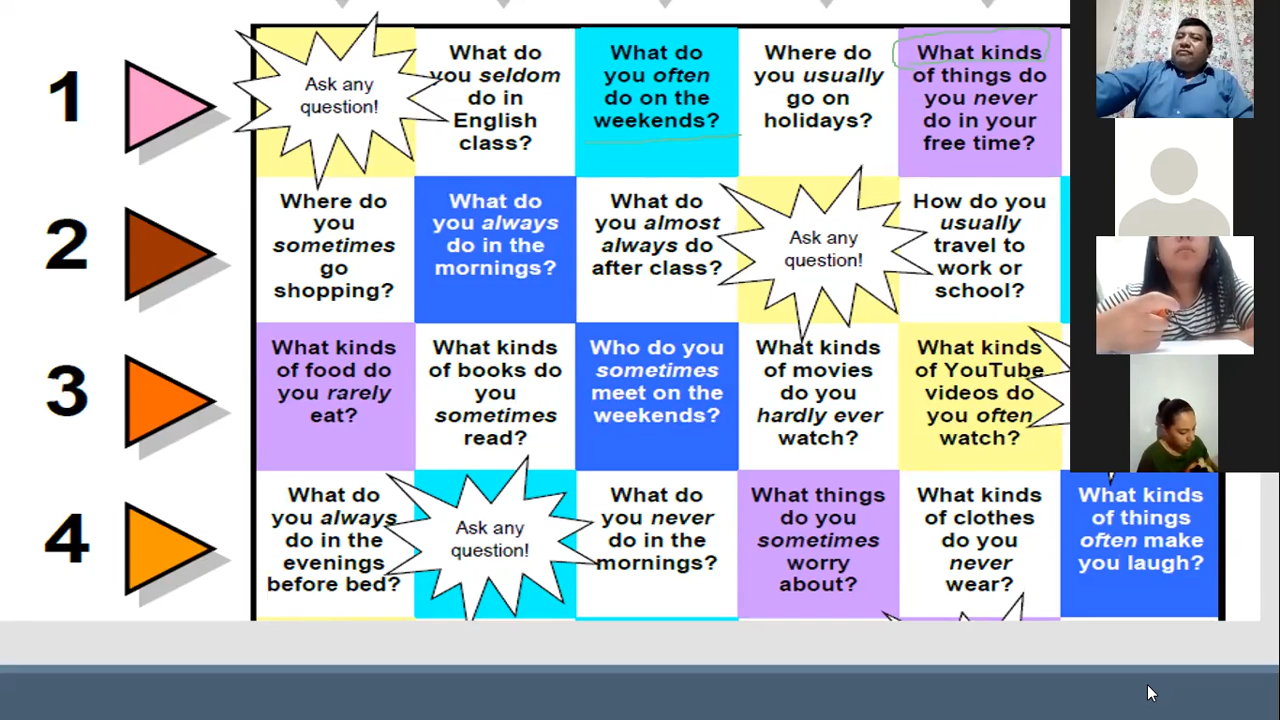 1
Ask any
question!
What do
you seldom
do in
English
class?
What do
you often
do on the
weekends?
Where do
you usually
go on
holidays?
What kinds
of things do
you never
do in your
free time?
2
Where do
you
sometimes
go
shopping?
What do
you always
do in the
mornings?
What do
you almost
always do
after class?
Ask any
question!
How do you
usually
travel to
work or
school?
3
What kinds
of food do
you rarely
eat?
What kinds
of books do
you
sometimes
read?
Who do you
sometimes
meet on the
weekends?
What kinds
of movies
do you
hardly ever
watch?
What kinds
of YouTube
videos do
you often
watch?
4
What do
you always
do in the
evenings
before bed?
Ask any
question!
What do
you never
do in the
mornings?
What things
do you
sometimes
worry
about?
What kinds
of clothes
do you
never
wear?
What kinds
of things
often make
you laugh?